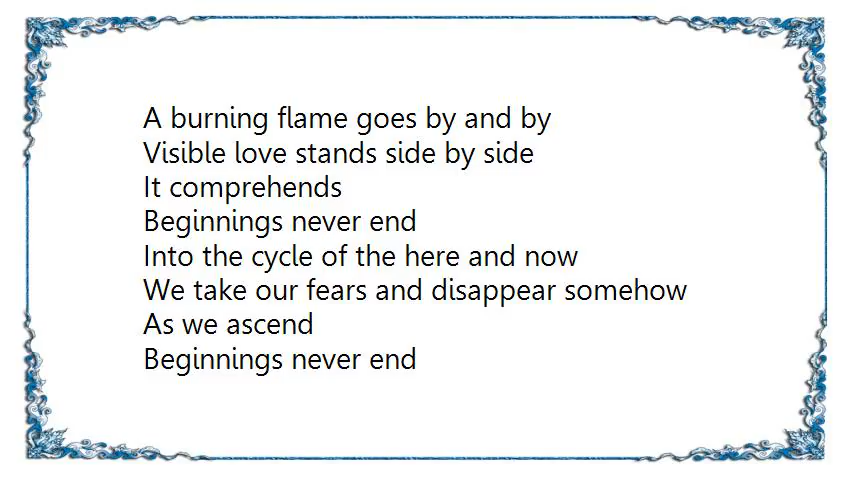 A burning flame goes by and by
Visible love stands side by side
It comprehends
Beginnings never end
Into the cycle of the here and now
We take our fears and disappear somehow
As we ascend
Beginnings never end